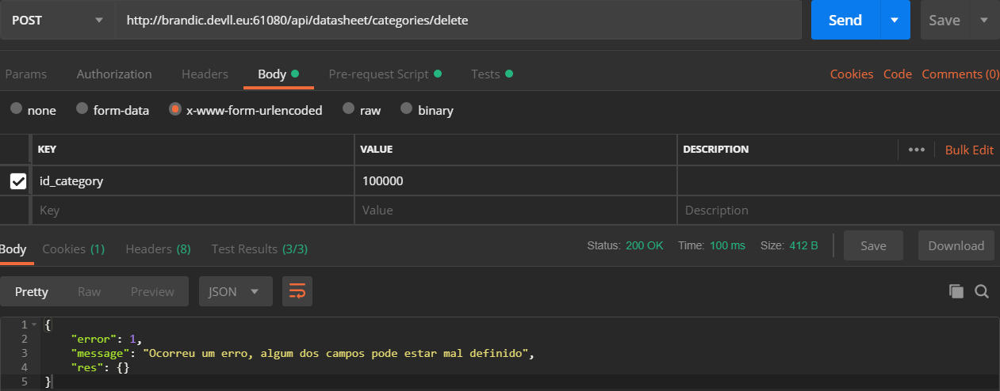 POST http://brandic.devll.eu:61080/api/datasheet/categories/delete Send Save
Params Authorization Headers Body Pre-request Script Tests Cookies Code Comments (0)
none form-data x-www-form-urlencoded raw binary
KEY VALUE DESCRIPTION ••• Bulk Edit
id_category 100000
Key Value Description
Body Cookies (1) Headers (8) Test Results (3/3) Status: 200 OK Time: 100 ms Size: 412 B Save Download
Pretty Raw Preview JSON
1 {
2 "error": 1,
3 "message": "Ocorreu um erro, algum dos campos pode estar mal definido",
4 "res": {}
5 }